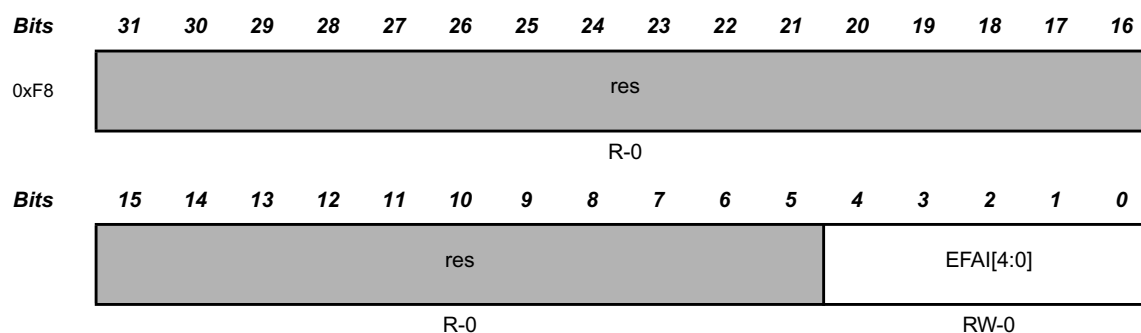 Bits 31 30 29 28 27 26 25 24 23 22 21 20 19 18 17 16
0xF8 res
R-0
Bits 15 14 13 12 11 10 9 8 7 6 5 4 3 2 1 0
res EFAI[4:0]
R-0 RW-0